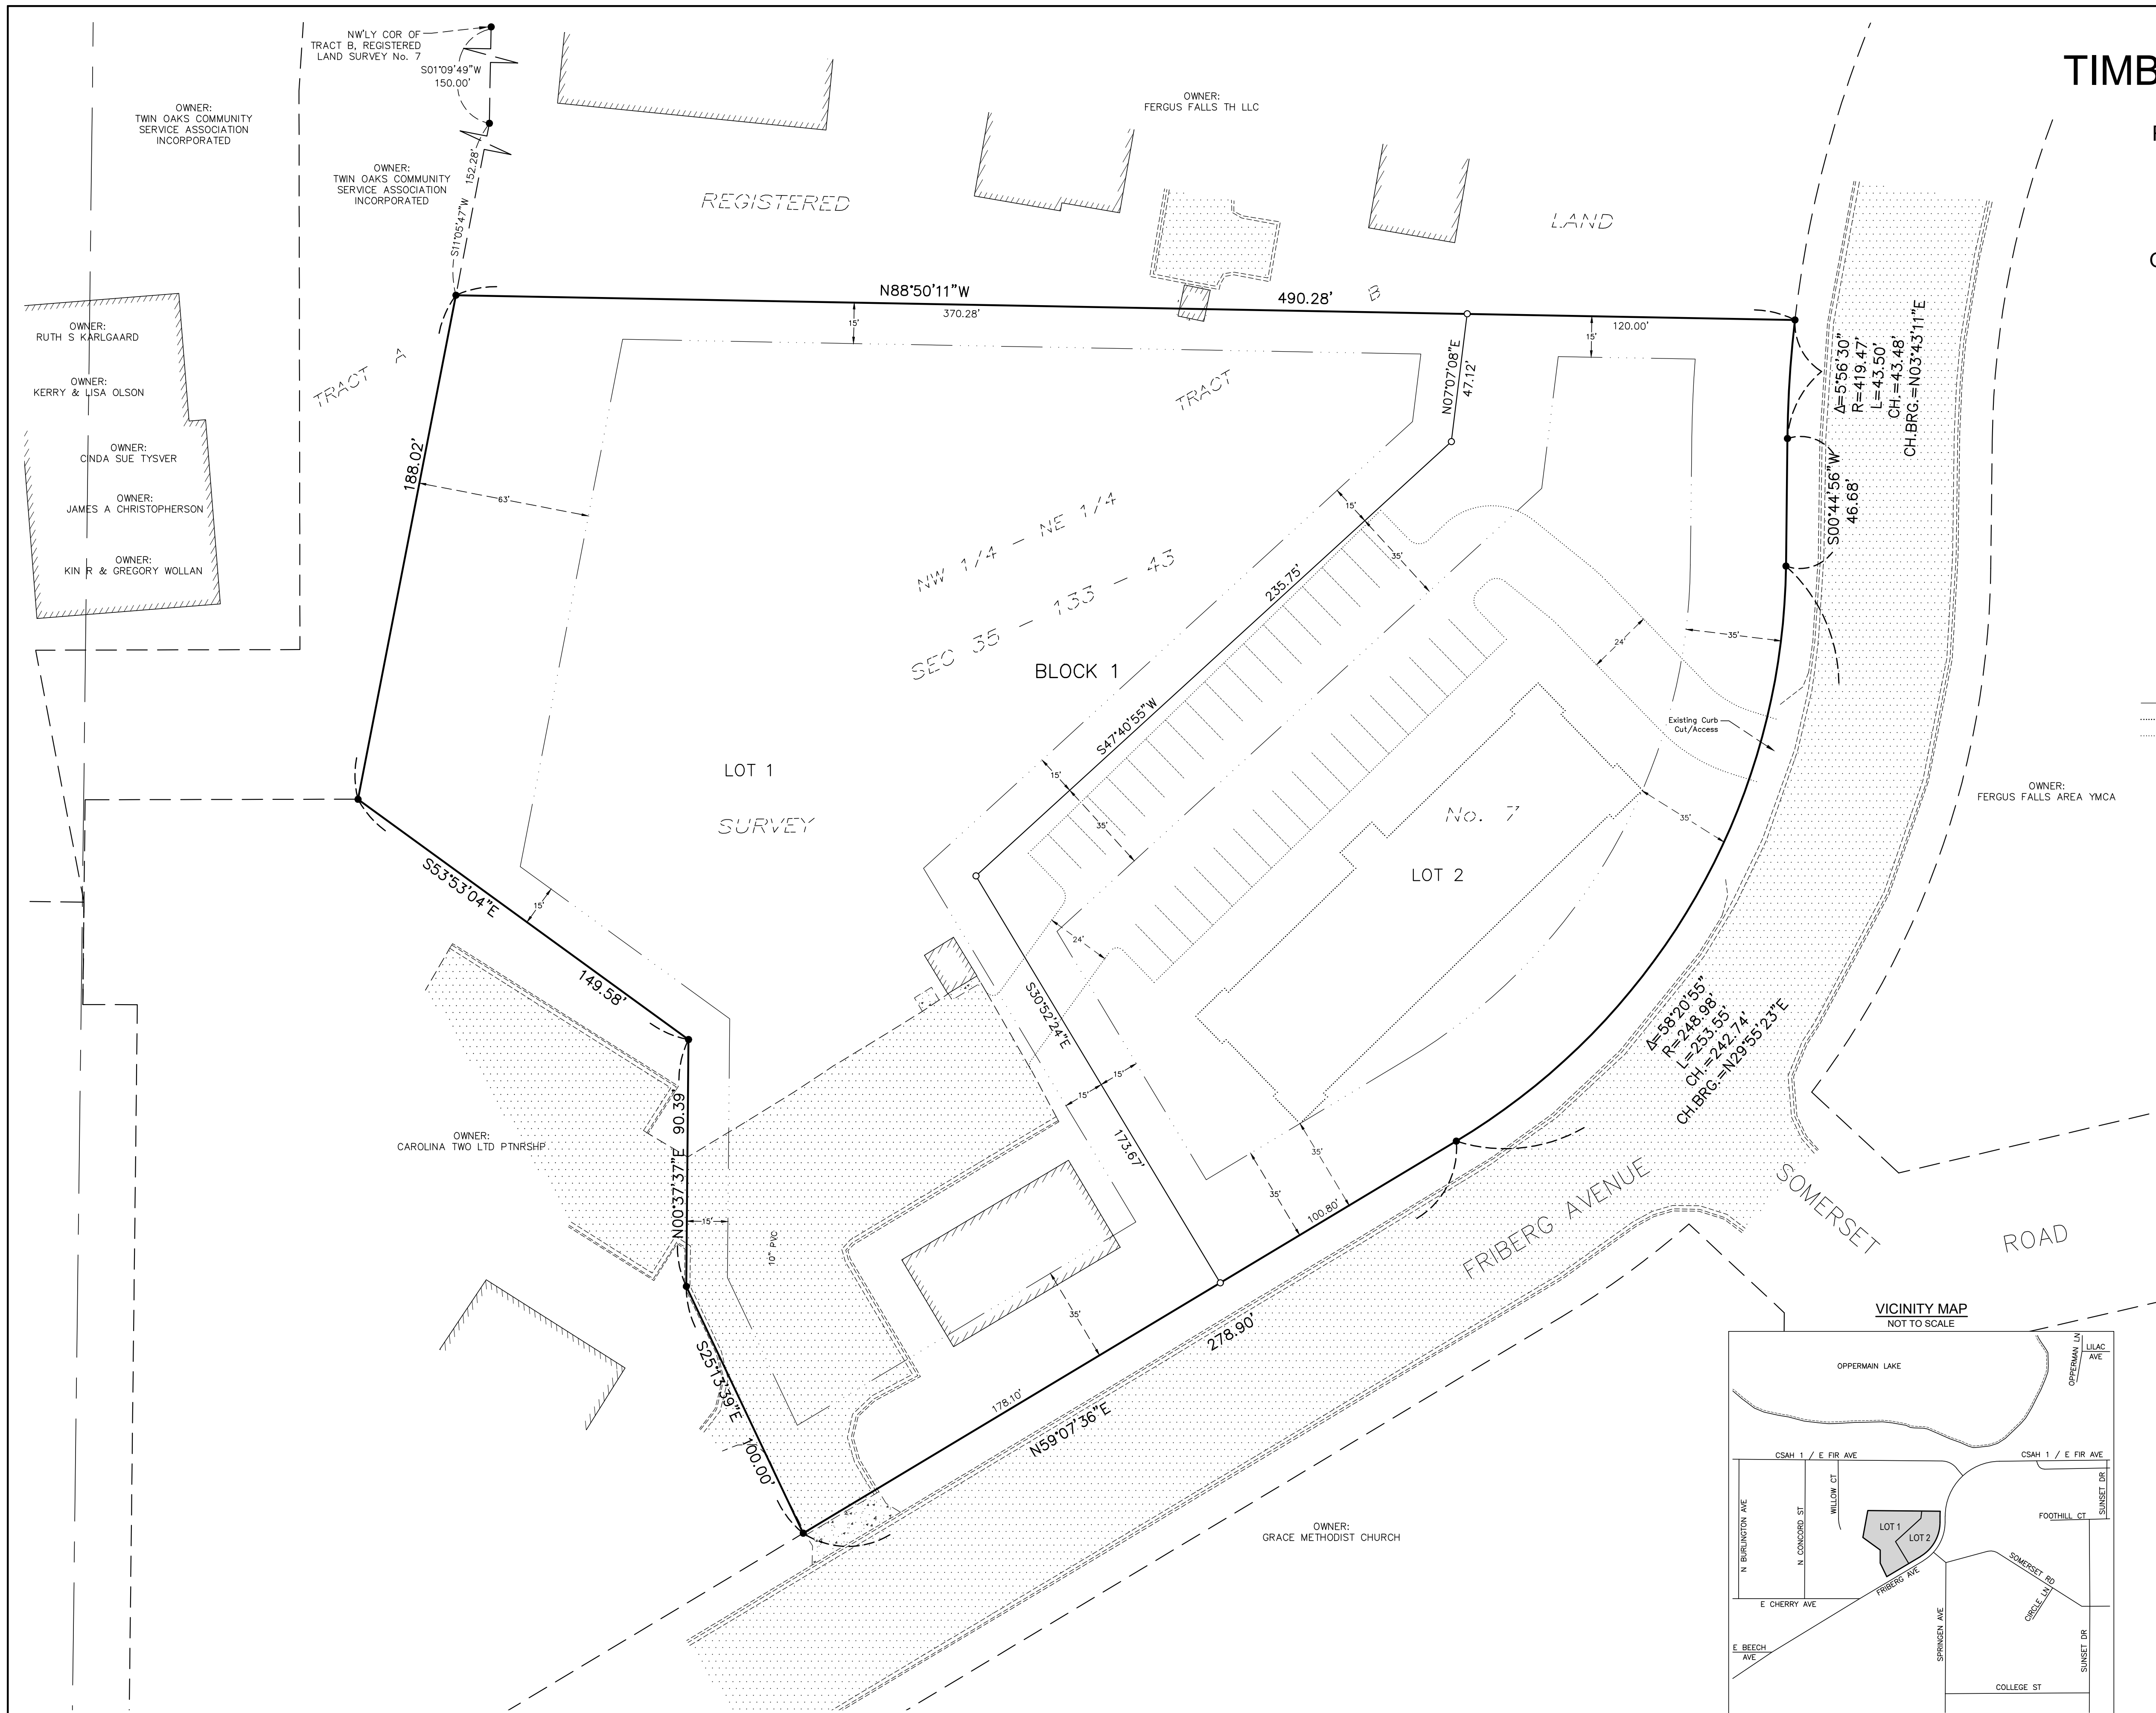 TIMB
NW'LY COR OF
TRACT B, REGISTERED
LAND SURVEY No. 7
S01°09'49"W
150.00'
OWNER:
TWIN OAKS COMMUNITY
SERVICE ASSOCIATION
INCORPORATED
OWNER:
TWIN OAKS COMMUNITY
SERVICE ASSOCIATION
INCORPORATED
S11°05'47"W 152.28'
OWNER:
FERGUS FALLS TH LLC
REGISTERED
LAND
N88°50'11"W
490.28'
B
370.28'
120.00'
15'
15'
OWNER:
RUTH S KARLGAARD
OWNER:
KERRY & LISA OLSON
OWNER:
CINDA SUE TYSVER
OWNER:
JAMES A CHRISTOPHERSON
OWNER:
KIN R & GREGORY WOLLAN
TRACT A
188.02'
63'
TRACT
N07°07'08"E
47.12'
Δ=5°56'30"
R=419.47'
L=43.50'
CH.=43.48'
CH.BRG.=N03°43'11"E
S00°44'56"W
46.68'
NW 1/4 - NE 1/4
SEC 35 - 133 - 43
15'
35'
235.75'
S47°40'55"W
24'
35'
BLOCK 1
Existing Curb
Cut/Access
LOT 1
SURVEY
15'
35'
No. 7
LOT 2
35'
OWNER:
FERGUS FALLS AREA YMCA
S53°53'04"E
149.58'
15'
24'
S30°52'24"E
173.67'
15'
15'
Δ=58°20'55"
R=248.98'
L=253.55'
CH.=242.74'
CH.BRG.=N29°55'23"E
OWNER:
CAROLINA TWO LTD PTNRSHP
N00°37'37"E 90.39'
15'
10" PVC
35'
35'
100.80'
FRIBERG AVENUE
SOMERSET
ROAD
35'
278.90'
S25°13'39"E
100.00'
178.10'
N59°07'36"E
OWNER:
GRACE METHODIST CHURCH
VICINITY MAP
NOT TO SCALE
OPPERMAIN LAKE
OPPERMAN LN
LILAC
AVE
CSAH 1 / E FIR AVE
CSAH 1 / E FIR AVE
N BURLINGTON AVE
N CONCORD ST
WILLOW CT
SUNSET DR
FOOTHILL CT
LOT 1
LOT 2
FRIBERG AVE
SOMERSET RD
CIRCLE LN
E CHERRY AVE
E BEECH
AVE
SPRINGEN AVE
SUNSET DR
COLLEGE ST